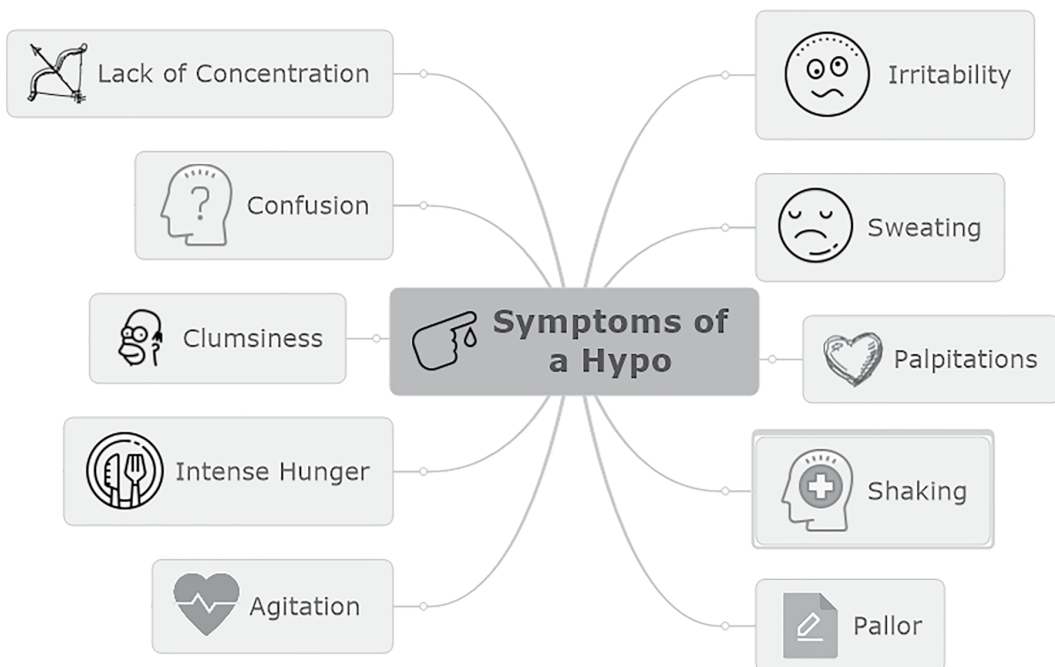 Symptoms of
a Hypo
Lack of Concentration
Confusion
Clumsiness
Intense Hunger
Agitation
Irritability
Sweating
Palpitations
Shaking
Pallor